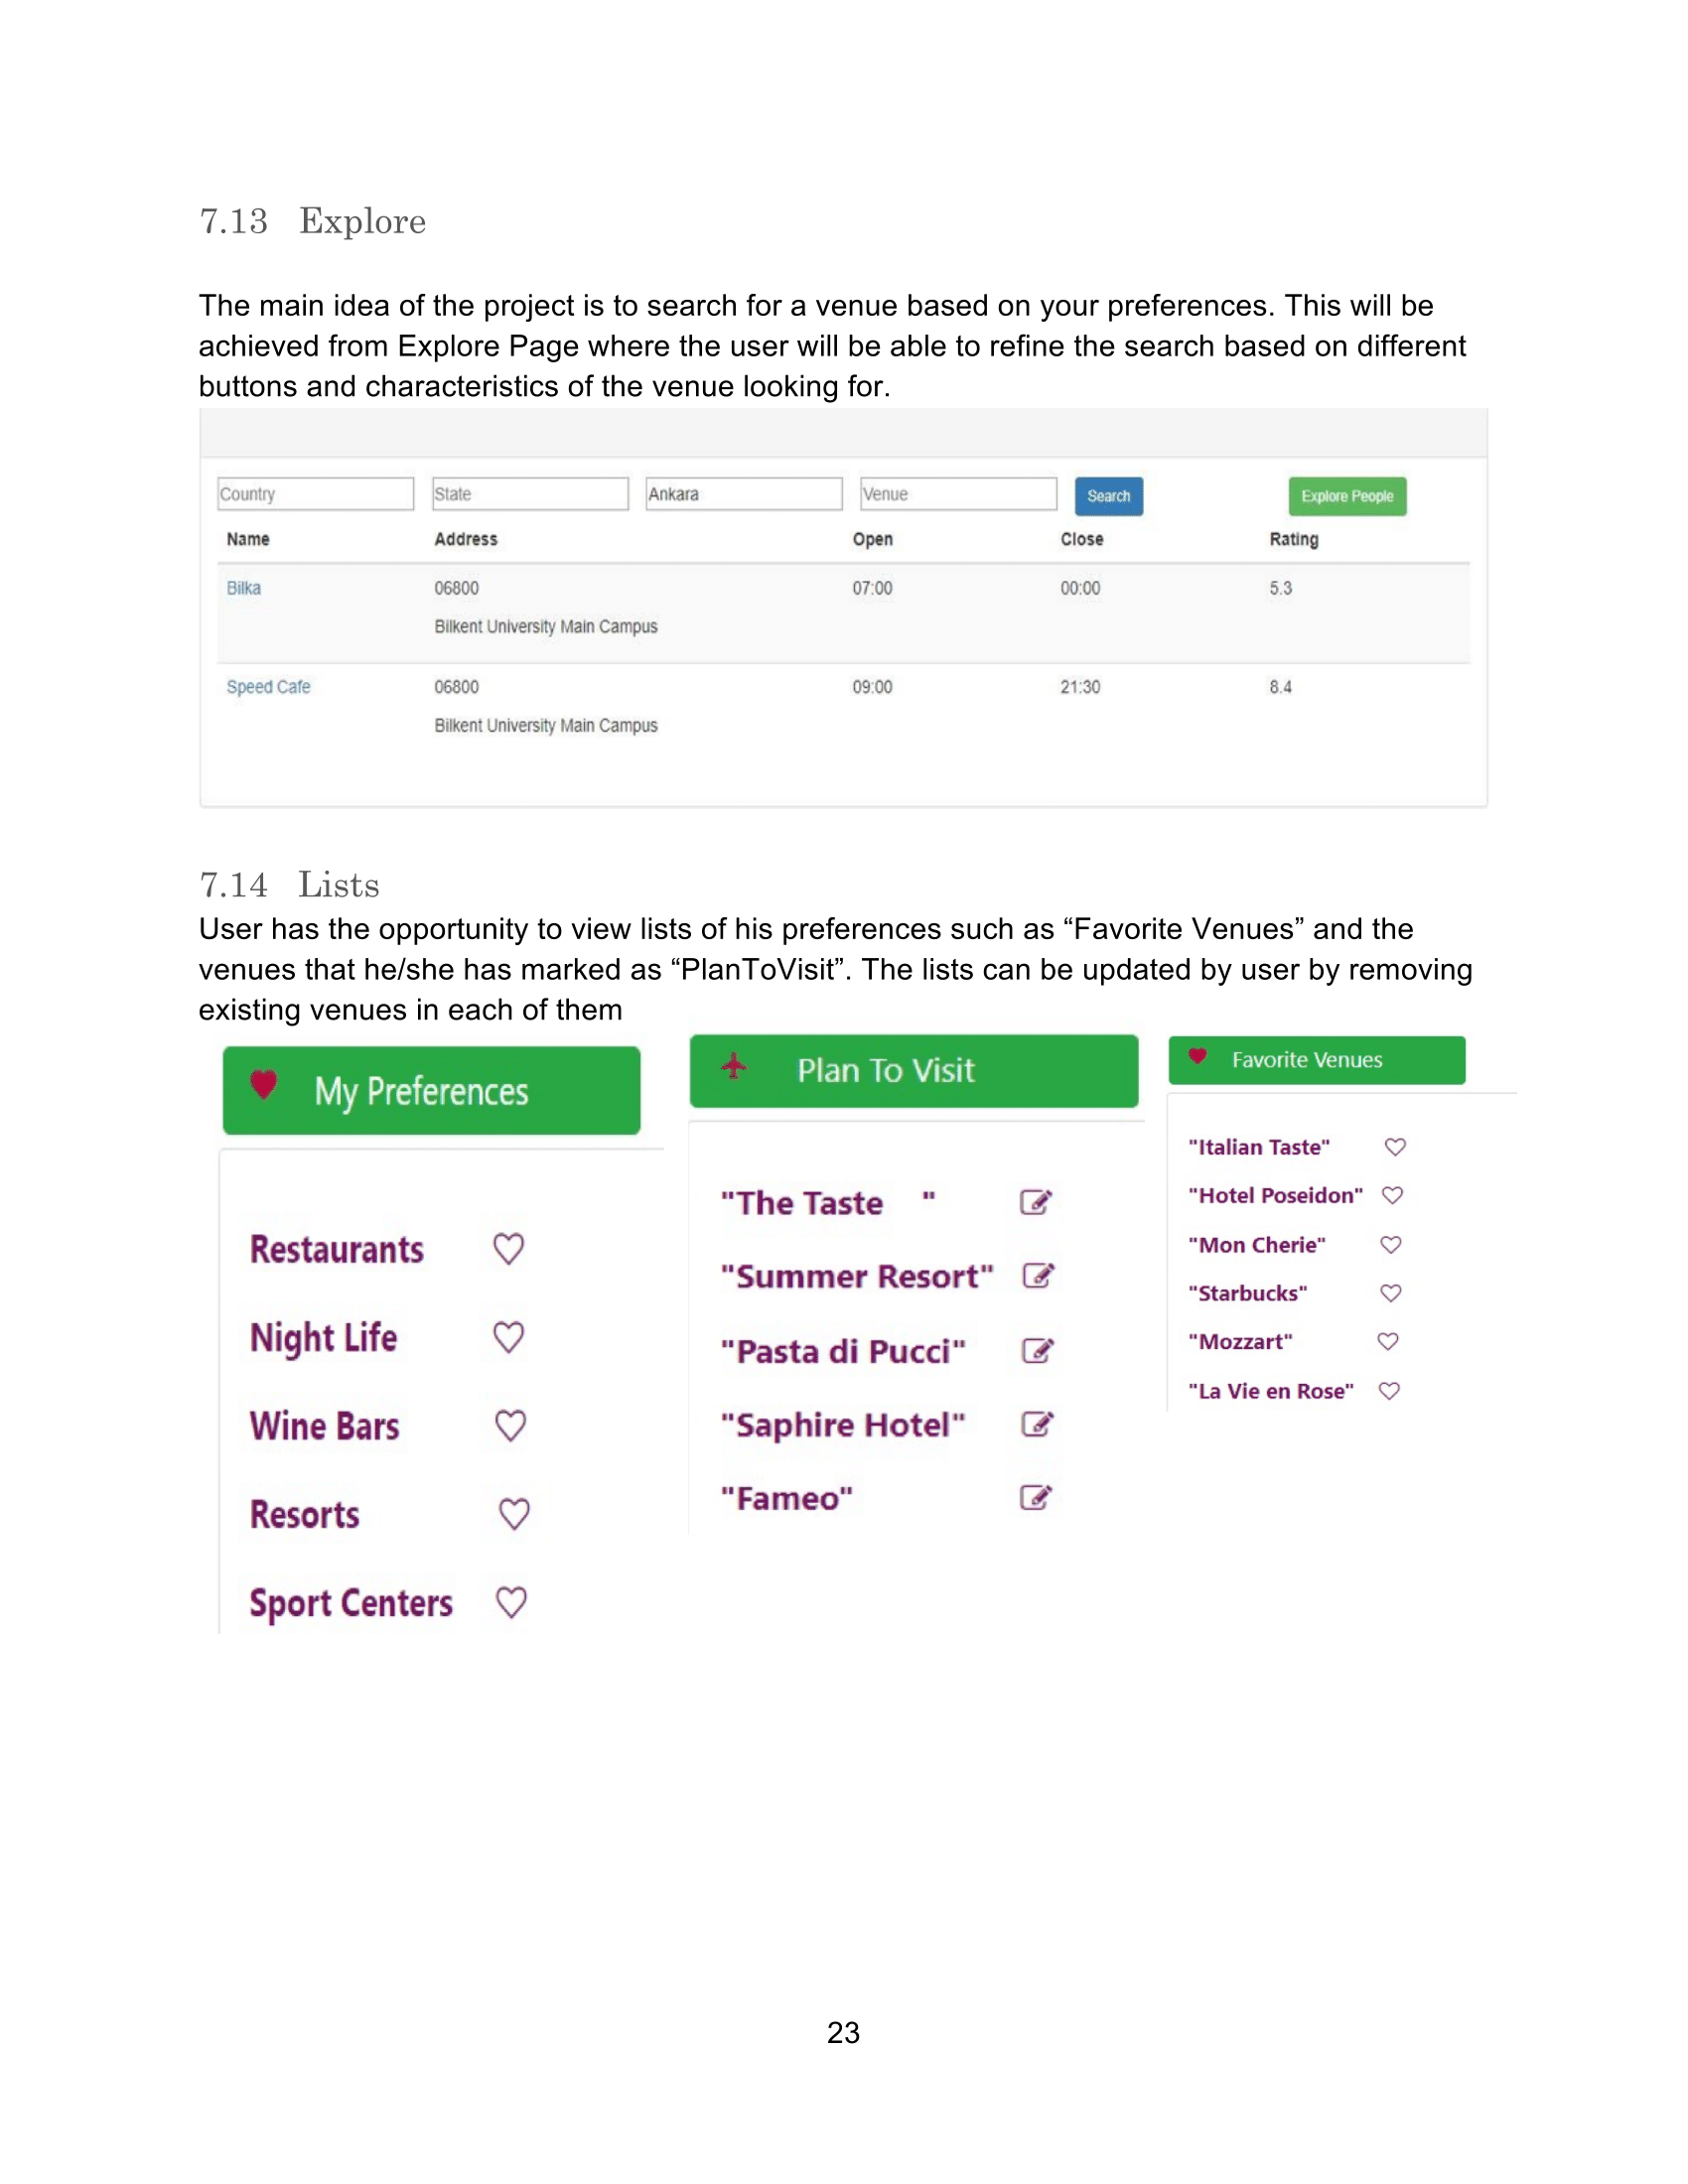 7.13 Explore
The main idea of the project is to search for a venue based on your preferences. This will be
achieved from Explore Page where the user will be able to refine the search based on different
buttons and characteristics of the venue looking for.
Country State Ankara Venue Search Explore People
Name Address Open Close Rating
Bilka 06800 07:00 00:00 5.3
Bilkent University Main Campus
Speed Cafe 06800 09:00 21:30 8.4
Bilkent University Main Campus
7.14 Lists
User has the opportunity to view lists of his preferences such as “Favorite Venues” and the
venues that he/she has marked as “PlanToVisit”. The lists can be updated by user by removing
existing venues in each of them
My Preferences
Restaurants
Night Life
Wine Bars
Resorts
Sport Centers
Plan To Visit
"The Taste "
"Summer Resort"
"Pasta di Pucci"
"Saphire Hotel"
"Fameo"
Favorite Venues
"Italian Taste"
"Hotel Poseidon"
"Mon Cherie"
"Starbucks"
"Mozzart"
"La Vie en Rose"
23